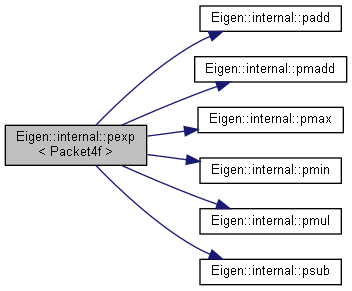 Eigen::internal::padd
Eigen::internal::pmadd
Eigen::internal::pmax
Eigen::internal::pexp
< Packet4f >
Eigen::internal::pmin
Eigen::internal::pmul
Eigen::internal::psub